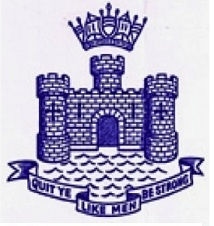 QUIT YE
LIKE MEN
BE STRONG